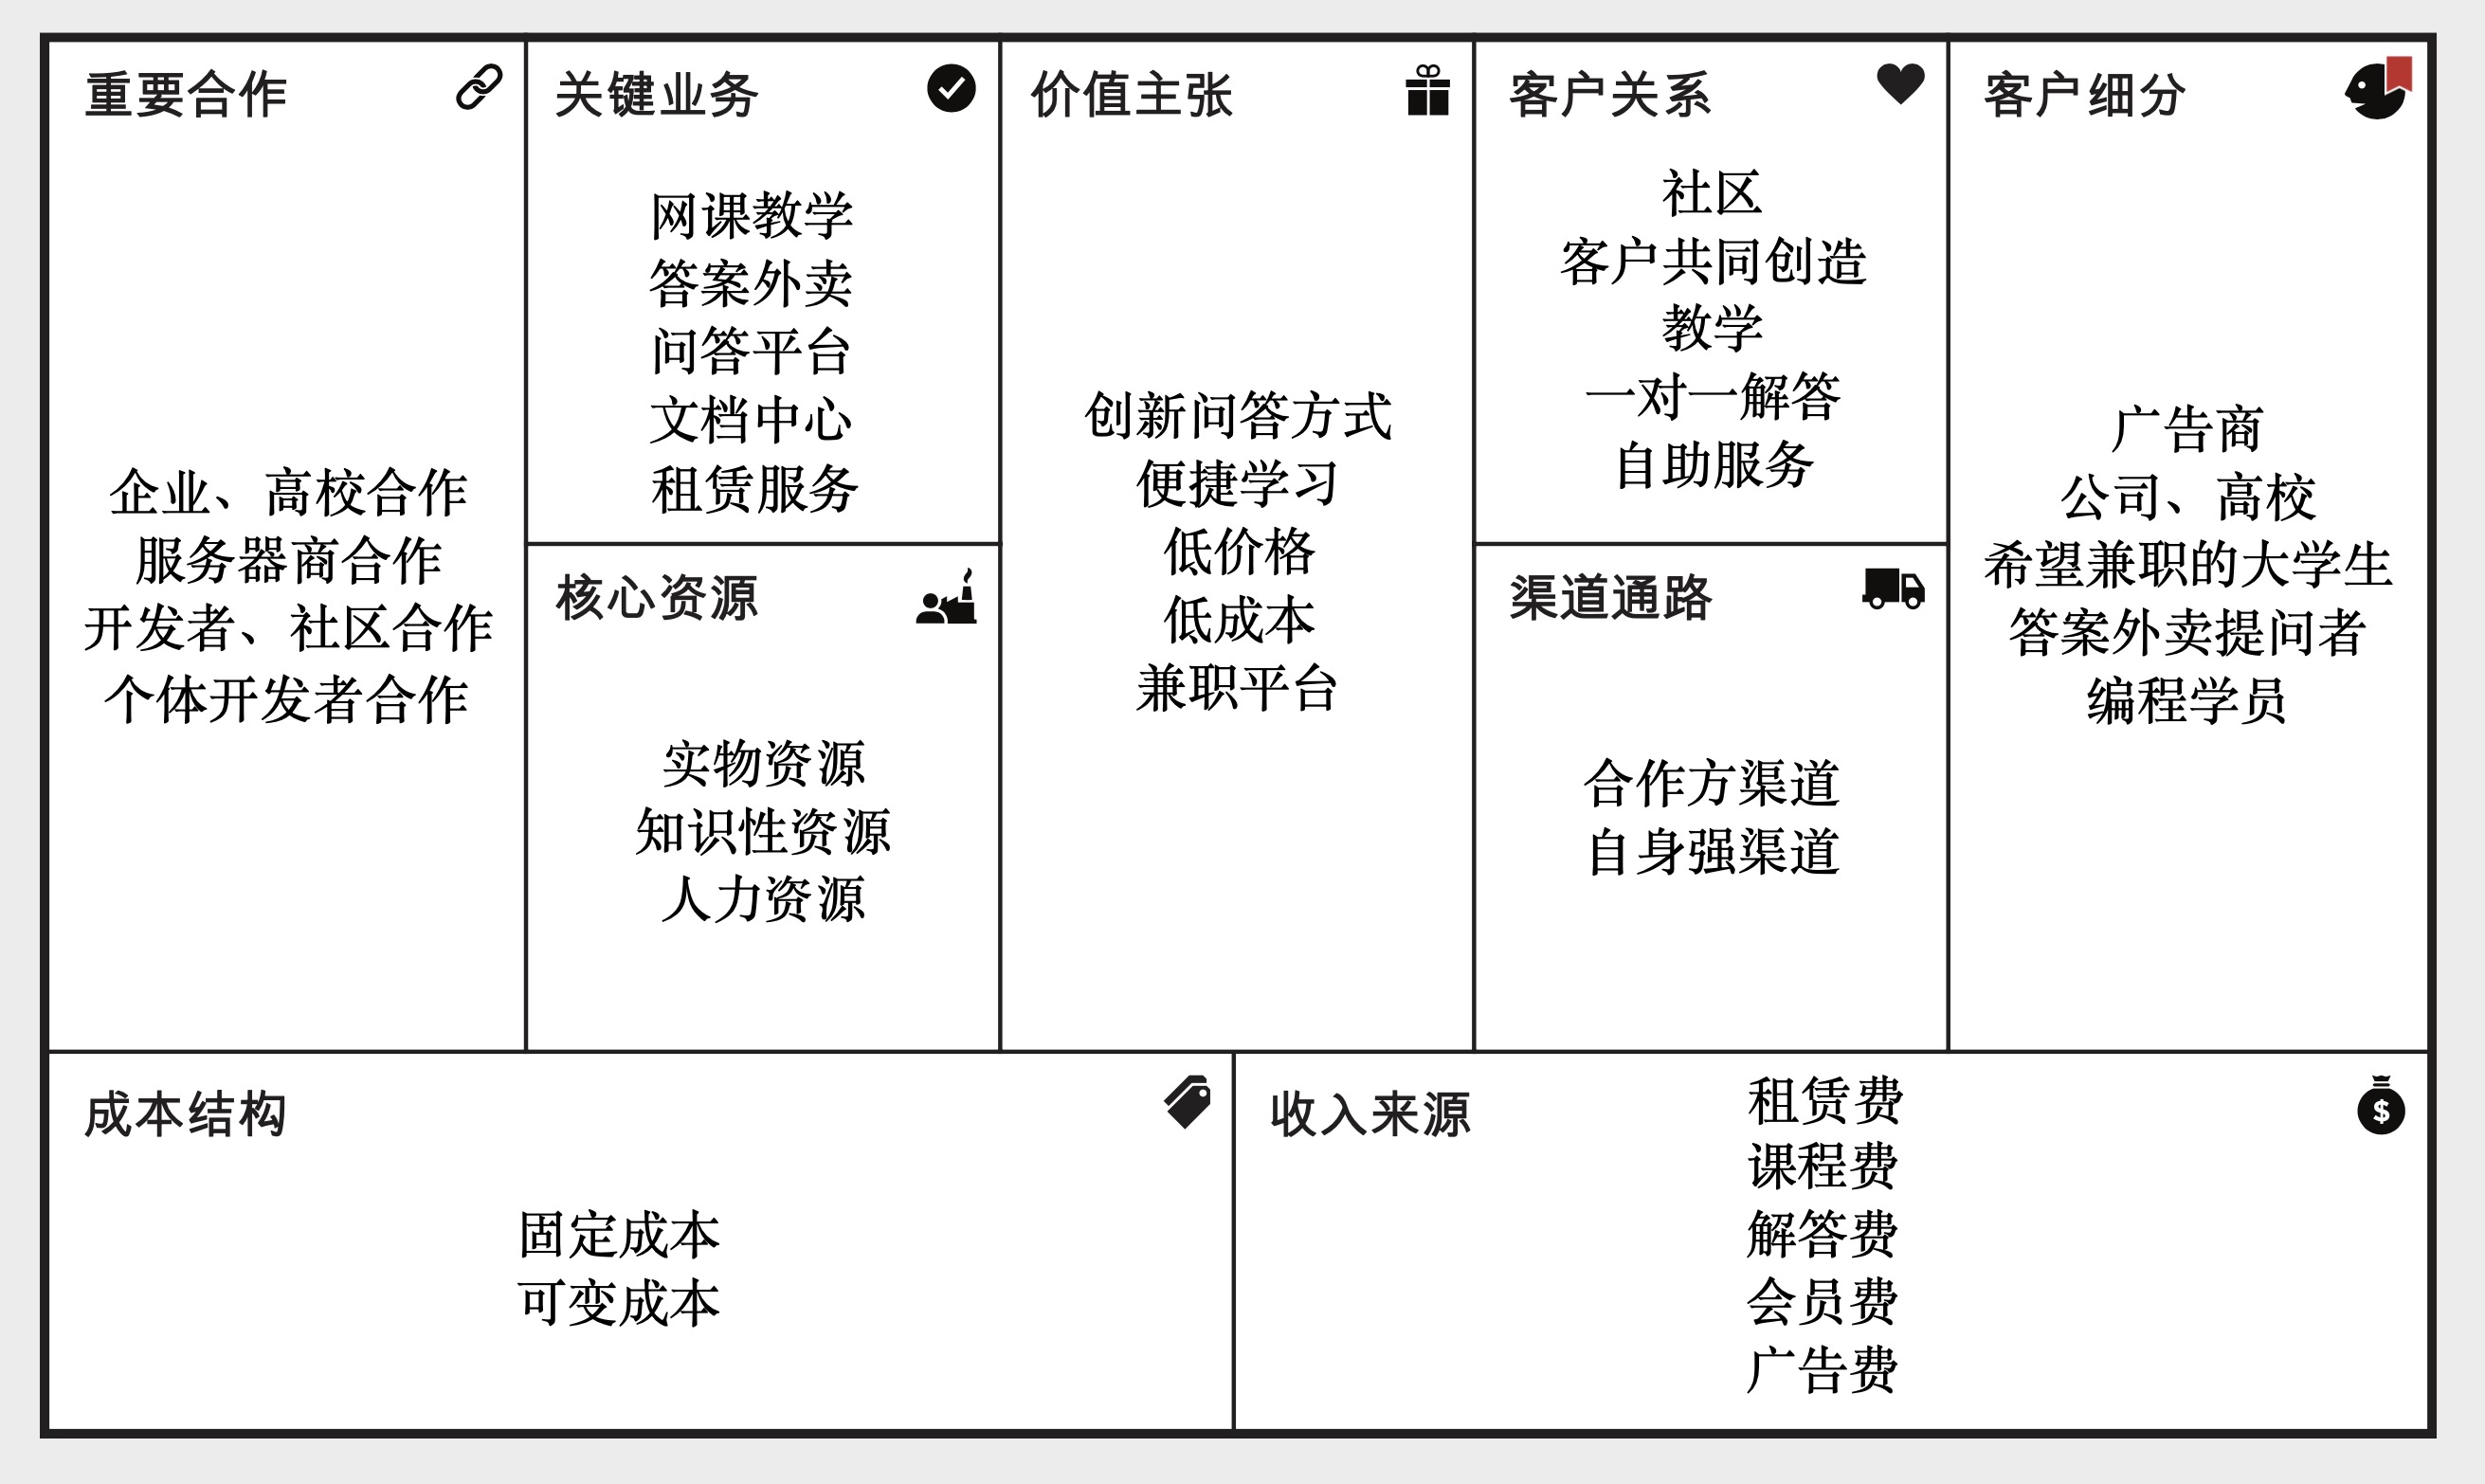 重要合作
企业、高校合作
服务器商合作
开发者、社区合作
个体开发者合作
关键业务
网课教学
答案外卖
问答平台
文档中心
租赁服务
核心资源
实物资源
知识性资源
人力资源
价值主张
创新问答方式
便捷学习
低价格
低成本
兼职平台
客户关系
社区
客户共同创造
教学
一对一解答
自助服务
渠道通路
合作方渠道
自身强渠道
客户细分
广告商
公司、高校
希望兼职的大学生
答案外卖提问者
编程学员
成本结构
固定成本
可变成本
收入来源
租赁费
课程费
解答费
会员费
广告费
$